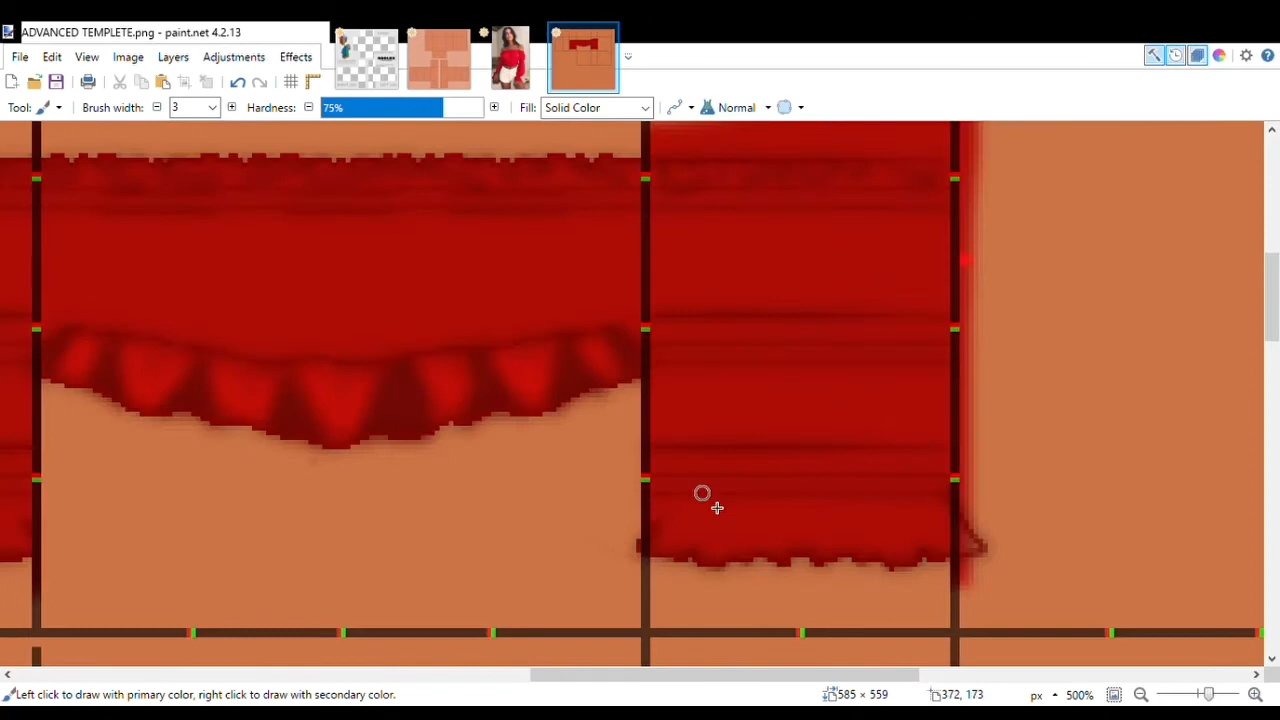 ADVANCED TEMPLETE.png - paint.net 4.2.13
File Edit View Image Layers Adjustments Effects
Tool: Brush width: 3 Hardness: 75% Fill: Solid Color Normal
Left click to draw with primary color, right click to draw with secondary color. 585 × 559 372, 173 px 500%